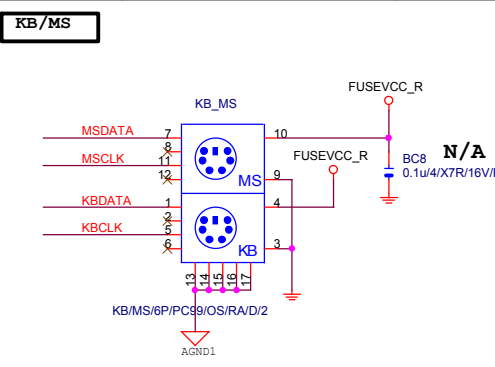 KB/MS
FUSEVCC_R
KB_MS
MSDATA 7 10
8
MSCLK 11
FUSEVCC_R
BC8 N/A
0.1u/4/X7R/16V/
12 MS 9
KBDATA 1 4
2
KBCLK 5
6 KB 3
13 14 15 16 17
KB/MS/6P/PC99/OS/RA/D/2
AGND1